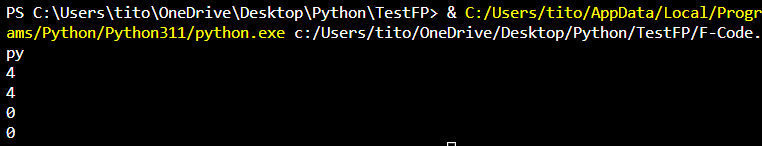 PS C:\Users\tito\OneDrive\Desktop\Python\TestFP> & C:/Users/tito/AppData/Local/Progr
ams/Python/Python311/python.exe c:/Users/tito/OneDrive/Desktop/Python/TestFP/F-Code.
py
4
4
0
0